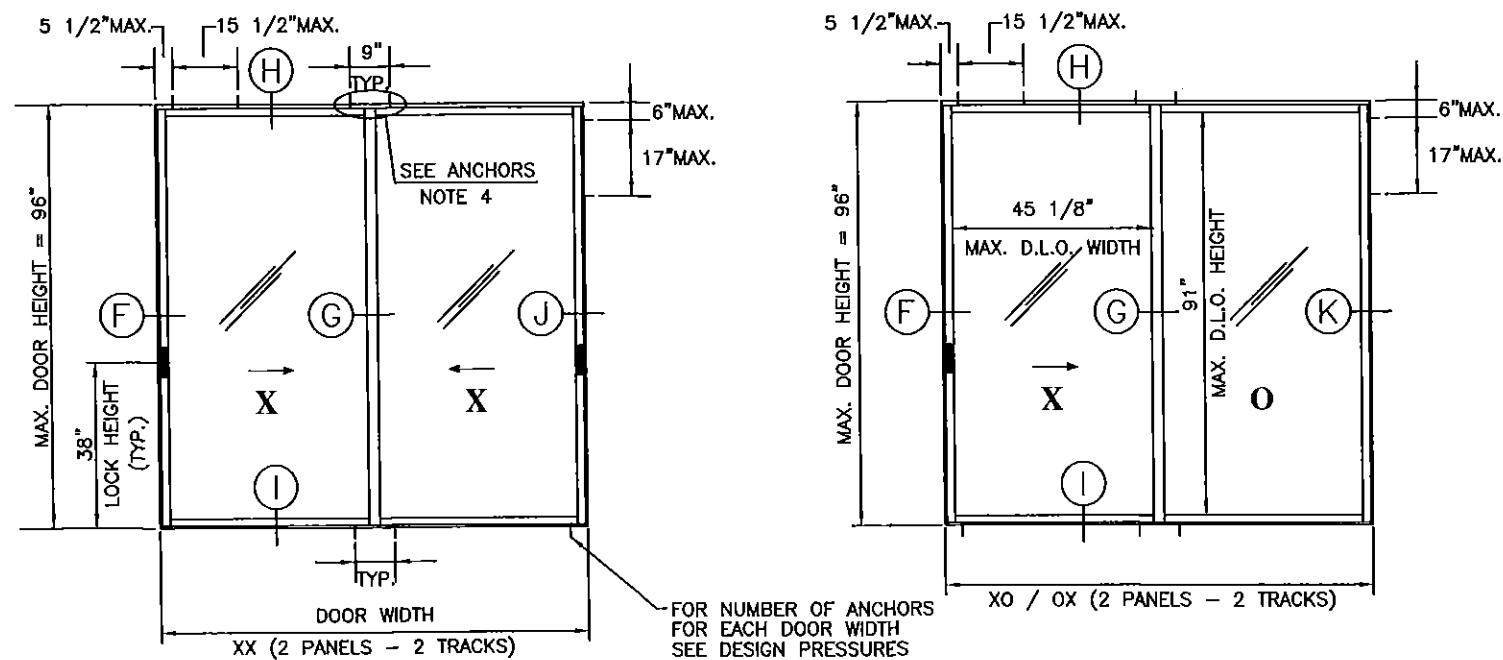 5 1/2"MAX.
15 1/2"MAX.
9"
TYP.
H
6"MAX.
17"MAX.
SEE ANCHORS
NOTE 4
MAX. DOOR HEIGHT = 96"
F
G
J
38"
LOCK HEIGHT
(TYP.)
X
X
I
TYP.
DOOR WIDTH
XX (2 PANELS - 2 TRACKS)
FOR NUMBER OF ANCHORS
FOR EACH DOOR WIDTH
SEE DESIGN PRESSURES
5 1/2"MAX.
15 1/2"MAX.
H
6"MAX.
17"MAX.
45 1/8"
MAX. D.L.O. WIDTH
MAX. DOOR HEIGHT = 96"
91"
MAX. D.L.O. HEIGHT
F
G
K
X
O
I
XO / OX (2 PANELS - 2 TRACKS)